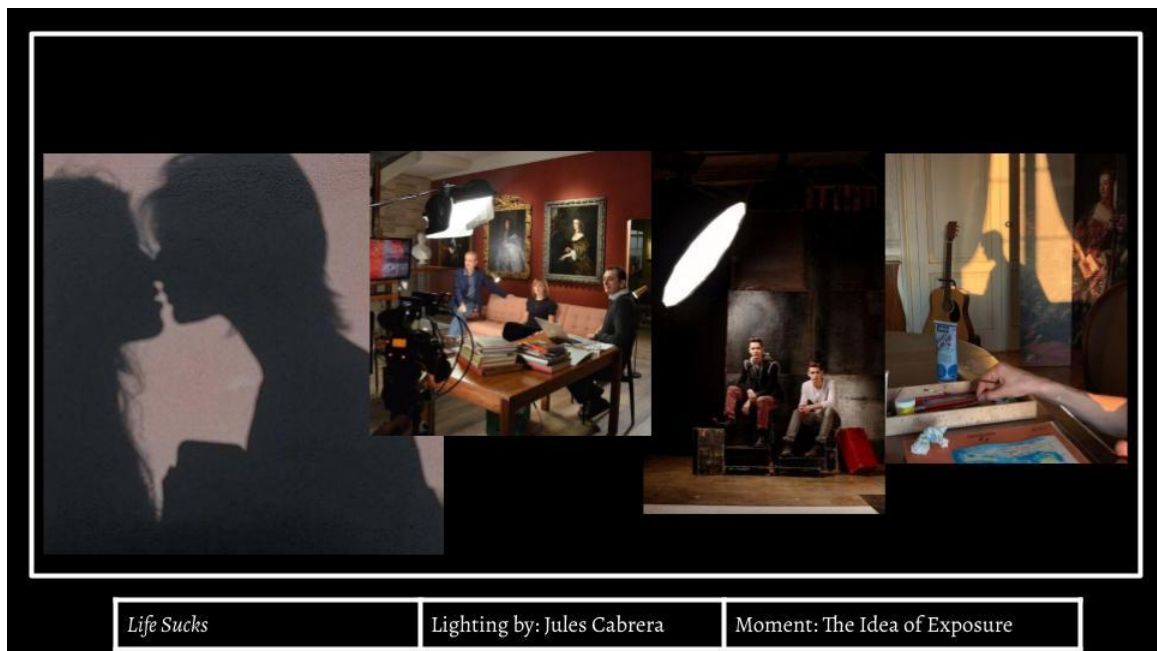 Life Sucks
Lighting by: Jules Cabrera
Moment: The Idea of Exposure